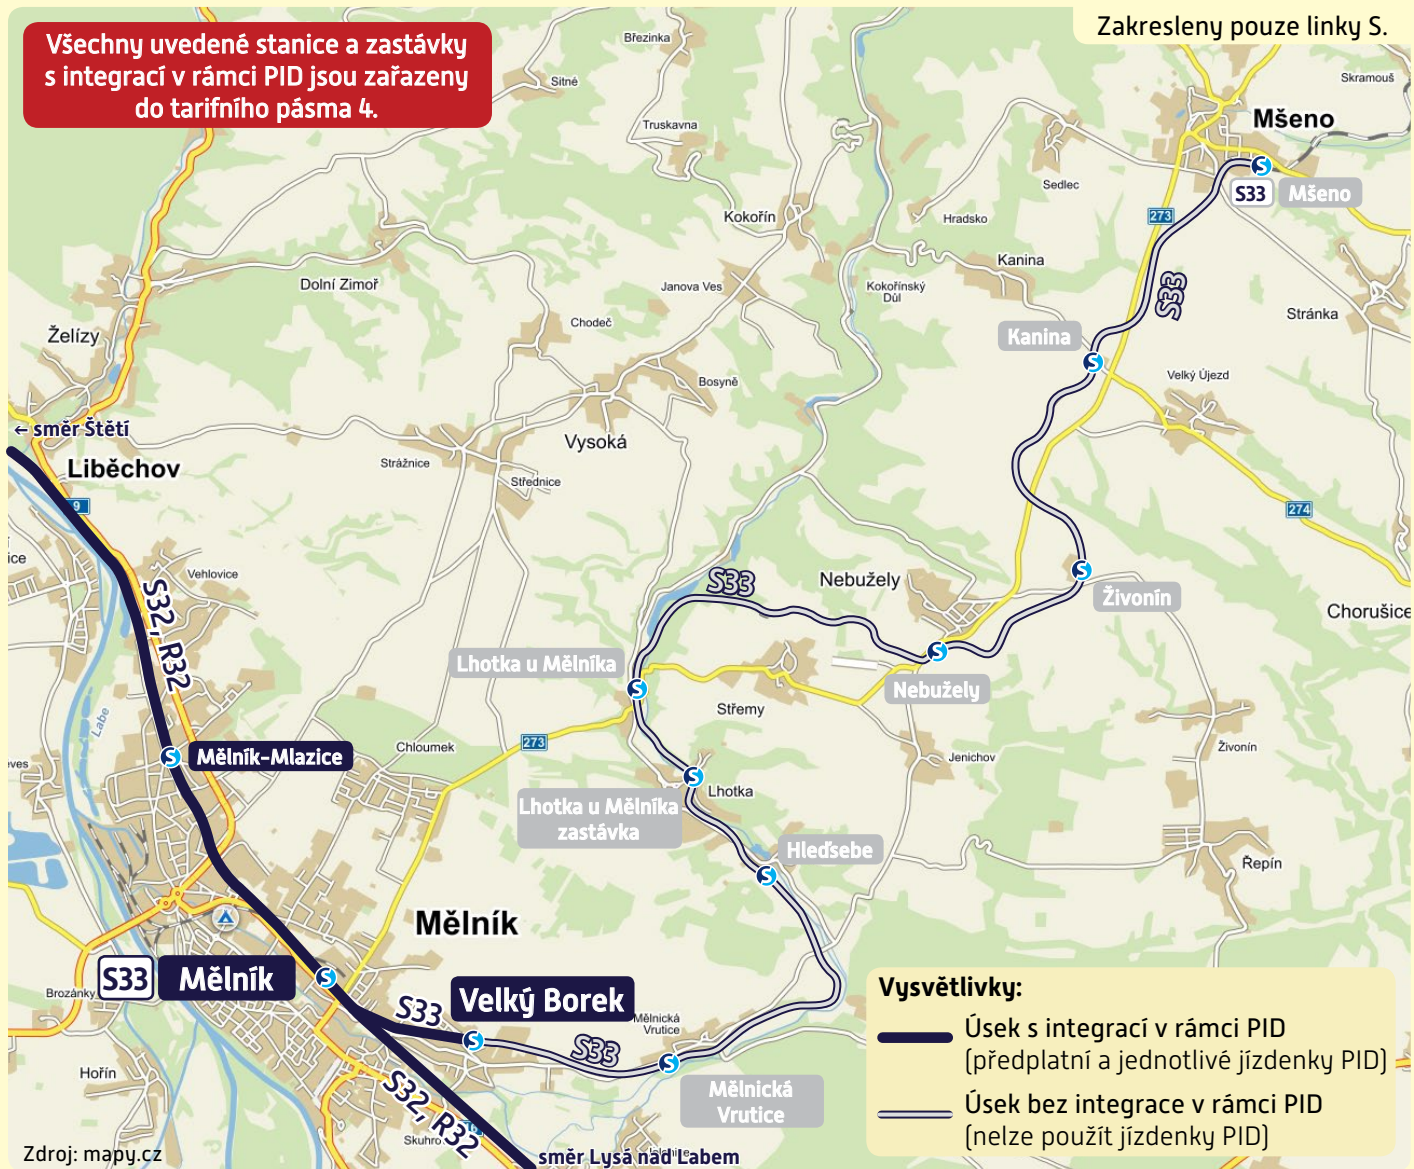 Všechny uvedené stanice a zastávky
s integrací v rámci PID jsou zařazeny
do tarifního pásma 4.
Zakresleny pouze linky S.
Březinka
Sitné
Skramouš
Truskavna
Mšeno
Sedlec
S33 Mšeno
Kokořín
Hradsko
273
Kanina
Dolní Zimoř
Janova Ves
Kokořínský
Důl
S33
Stránka
Chodeč
Želízy
Kanina
Bosyně
Velký Újezd
← směr Štětí
Vysoká
Liběchov
Strážnice
Střednice
9
274
ice
Vehlovice
S33
Nebužely
Živonín
Chorušice
S32, R32
Lhotka u Mělníka
Nebužely
Střemy
Labe
Chloumek
273
Mělník-Mlazice
eves
Jenichov
Živonín
Lhotka
Lhotka u Mělníka
zastávka
Hleďsebe
Řepín
Mělník
S33 Mělník
Brozánky
Velký Borek
S33
Mělnická
Vrutice
S33
Hořín
S32, R32
Mělnická
Vrutice
Skuhro
směr Lysá nad Labem
Vysvětlivky:
Úsek s integrací v rámci PID
(předplatní a jednotlivé jízdenky PID)
Úsek bez integrace v rámci PID
(nelze použít jízdenky PID)
Zdroj: mapy.cz